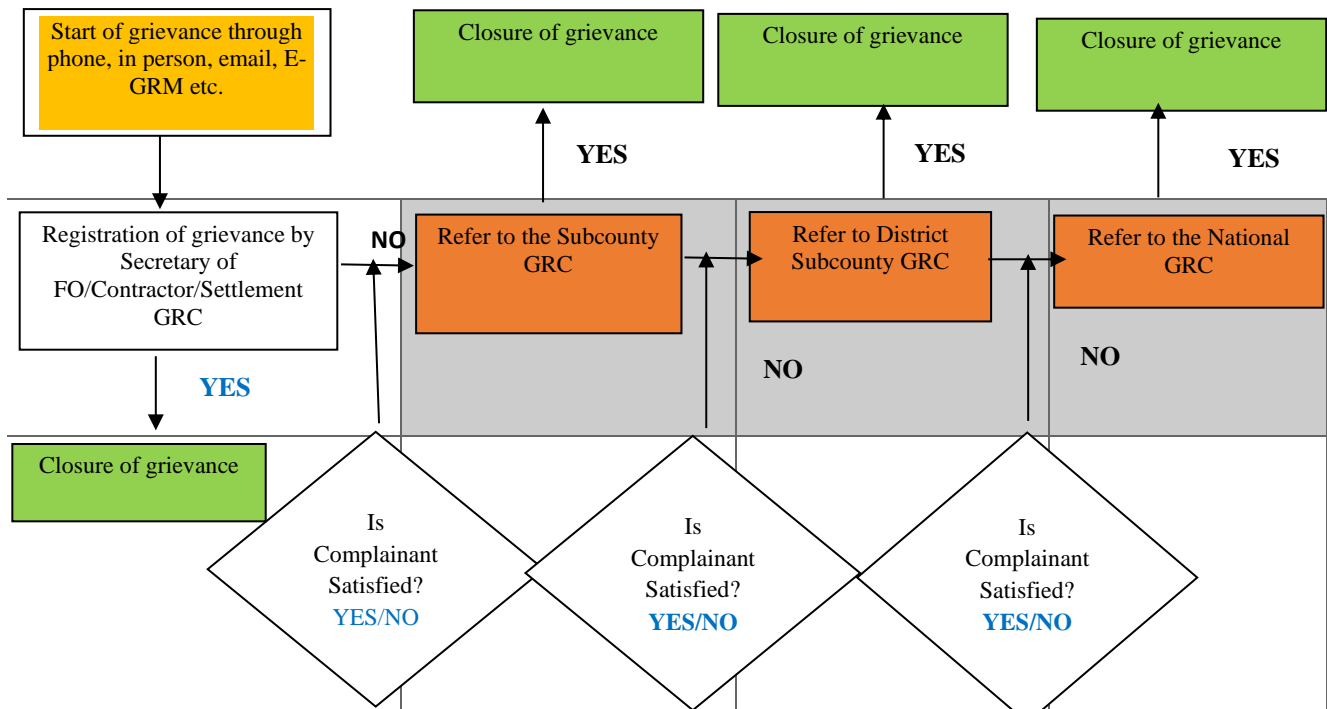 Start of grievance through
phone, in person, email, E-
GRM etc.
Closure of grievance
Closure of grievance
Closure of grievance
YES
YES
YES
Registration of grievance by
Secretary of
FO/Contractor/Settlement
GRC
NO
Refer to the Subcounty
GRC
Refer to District
Subcounty GRC
Refer to the National
GRC
YES
NO
NO
Closure of grievance
Is
Complainant
Satisfied?
YES/NO
Is
Complainant
Satisfied?
YES/NO
Is
Complainant
Satisfied?
YES/NO